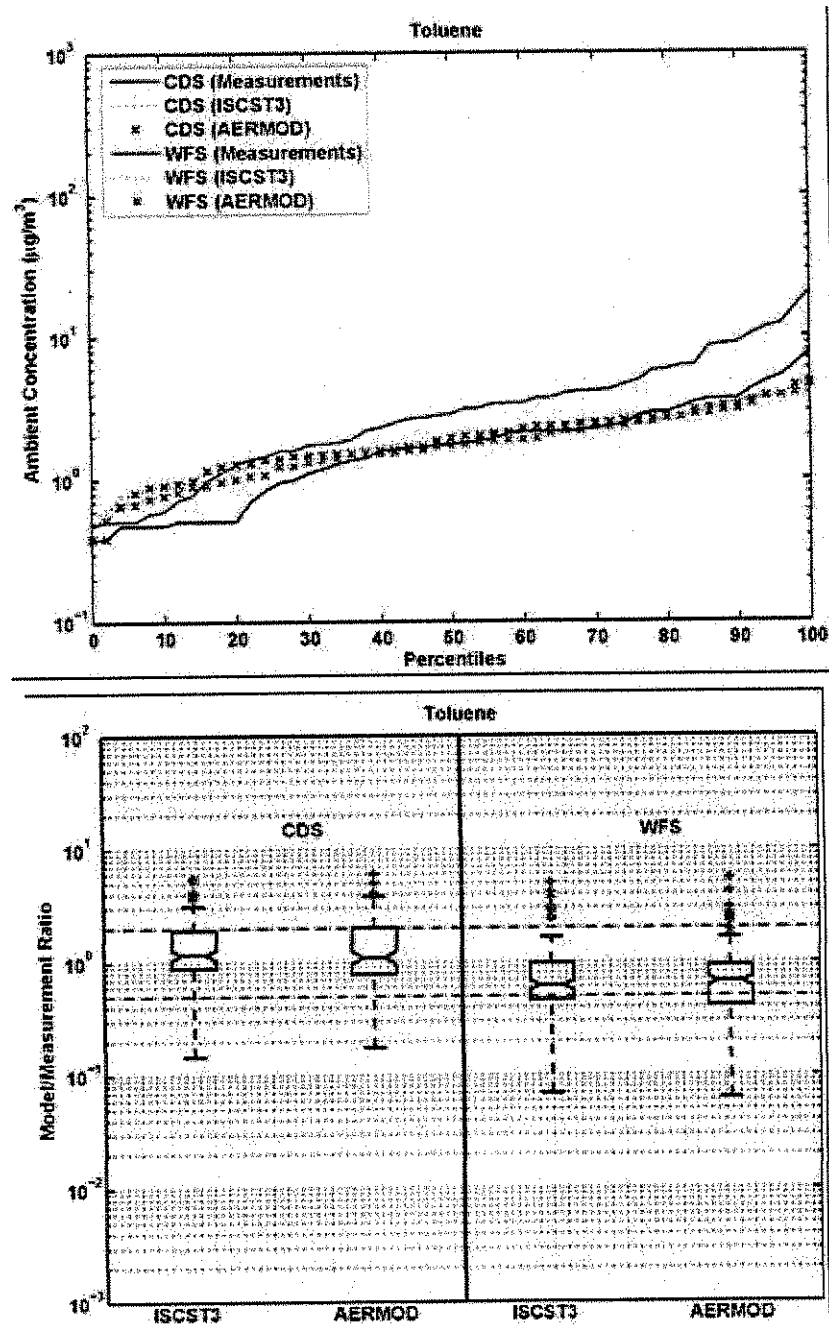 Toluene
10³
CDS (Measurements)
CDS (ISCST3)
CDS (AERMOD)
WFS (Measurements)
WFS (ISCST3)
WFS (AERMOD)
10²
10¹
10⁰
10⁻¹
Ambient Concentration (µg/m³)
0 10 20 30 40 50 60 70 80 90 100
Percentiles
Toluene
10²
CDS WFS
10¹
10⁰
10⁻¹
10⁻²
10⁻³
Model/Measurement Ratio
ISCST3 AERMOD ISCST3 AERMOD